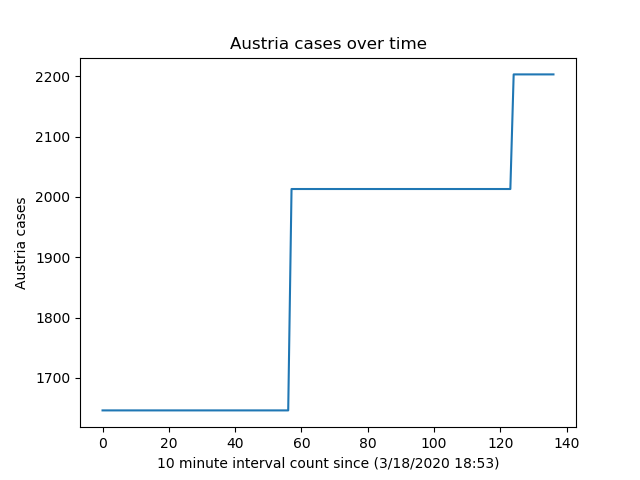 Austria cases over time
2200
2100
2000
1900
1800
1700
Austria cases
0 20 40 60 80 100 120 140
10 minute interval count since (3/18/2020 18:53)